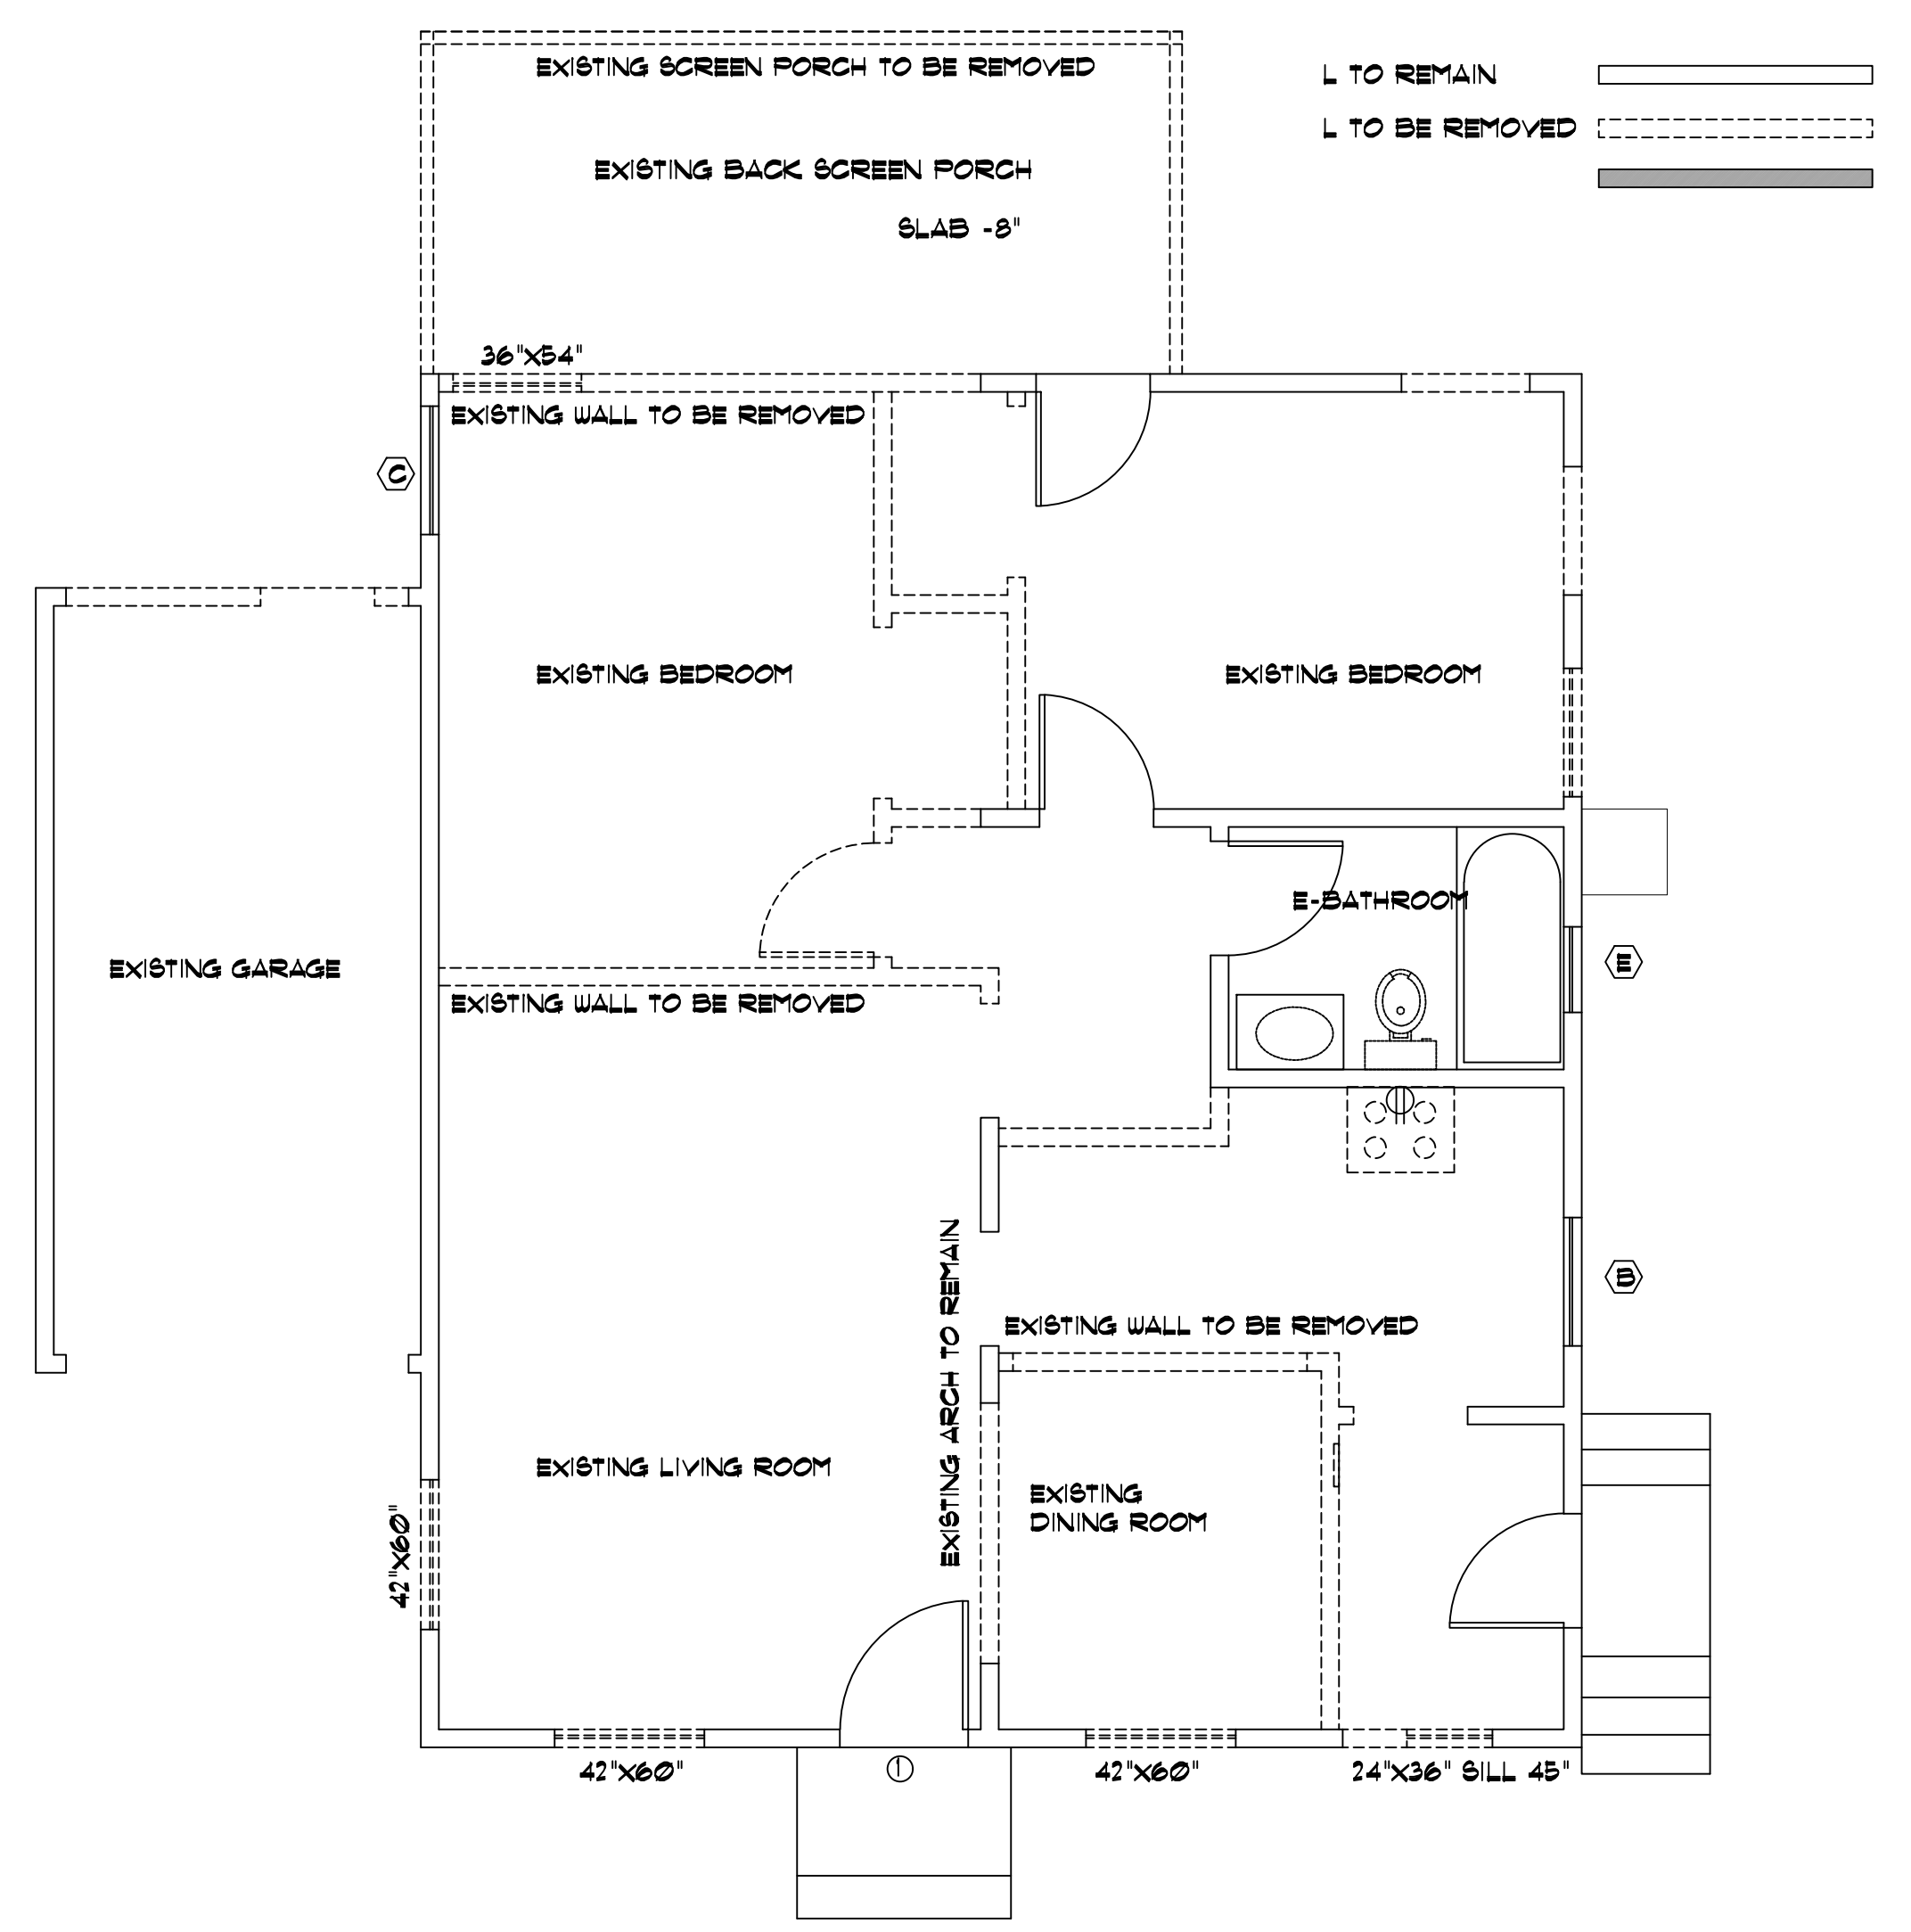 EXISTING SCREEN PORCH TO BE REMOVED
L TO REMAIN
L TO BE REMOVED
EXISTING BACK SCREEN PORCH
SLAB -8"
36"X54"
EXISTING WALL TO BE REMOVED
C
EXISTING BEDROOM
EXISTING BEDROOM
E-BATHROOM
EXISTING GARAGE
E
EXISTING WALL TO BE REMOVED
B
EXISTING ARCH TO REMAIN
EXISTING WALL TO BE REMOVED
EXISTING LIVING ROOM
EXISTING
DINING ROOM
42"X60"
1
42"X60"
42"X60"
24"X36" SILL 45"